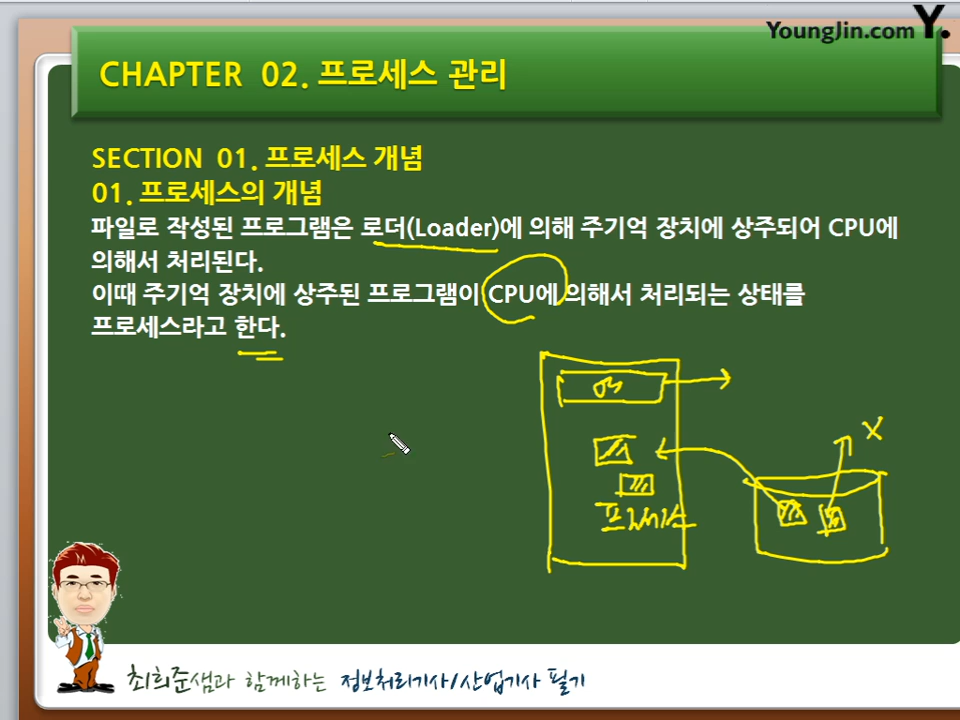 YoungJin.com Y.
CHAPTER 02. 프로세스 관리
SECTION 01. 프로세스 개념
01. 프로세스의 개념
파일로 작성된 프로그램은 로더(Loader)에 의해 주기억 장치에 상주되어 CPU에
의해서 처리된다.
이때 주기억 장치에 상주된 프로그램이 CPU에 의해서 처리되는 상태를
프로세스라고 한다.
OS
X
프로세스
최희준샘과 함께하는 정보처리기사/산업기사 필기